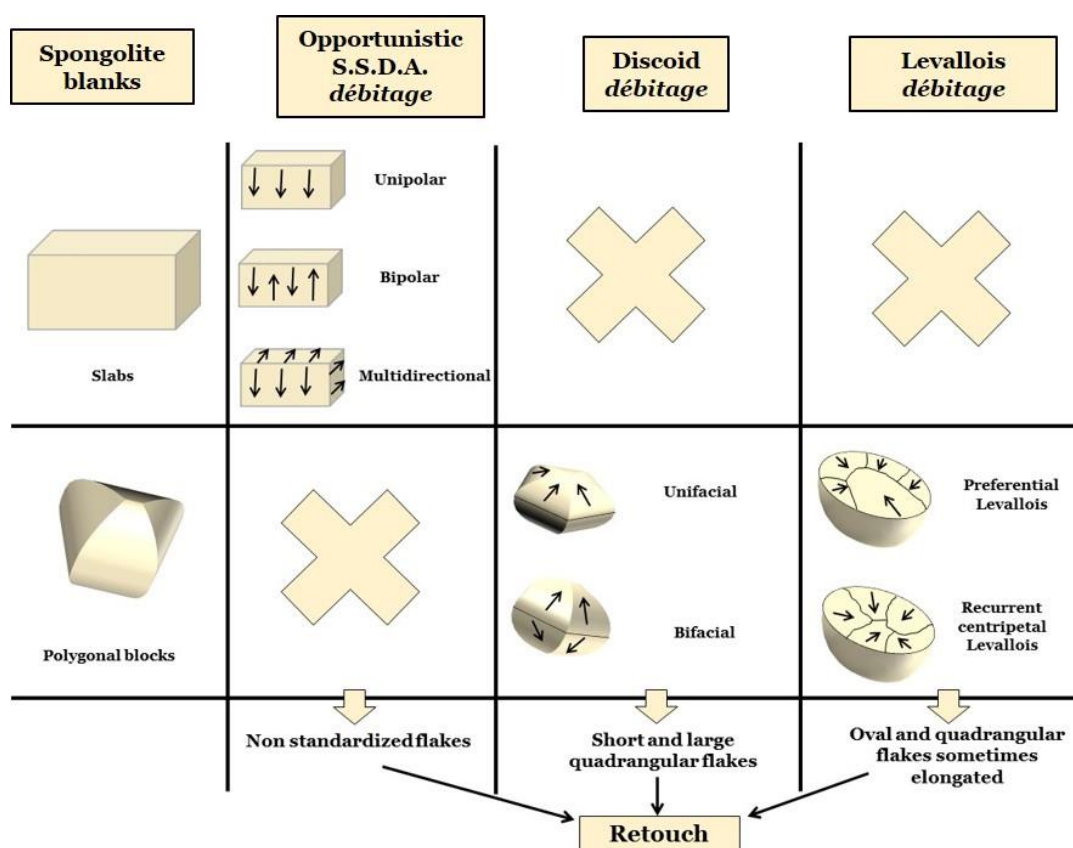 Spongolite
blanks
Opportunistic
S.S.D.A.
débitage
Discoid
débitage
Levallois
débitage
Unipolar
Bipolar
Multidirectional
Slabs
Unifacial
Bifacial
Preferential
Levallois
Recurrent
centripetal
Levallois
Polygonal blocks
Non standardized flakes
Short and large
quadrangular flakes
Oval and quadrangular
flakes sometimes
elongated
Retouch